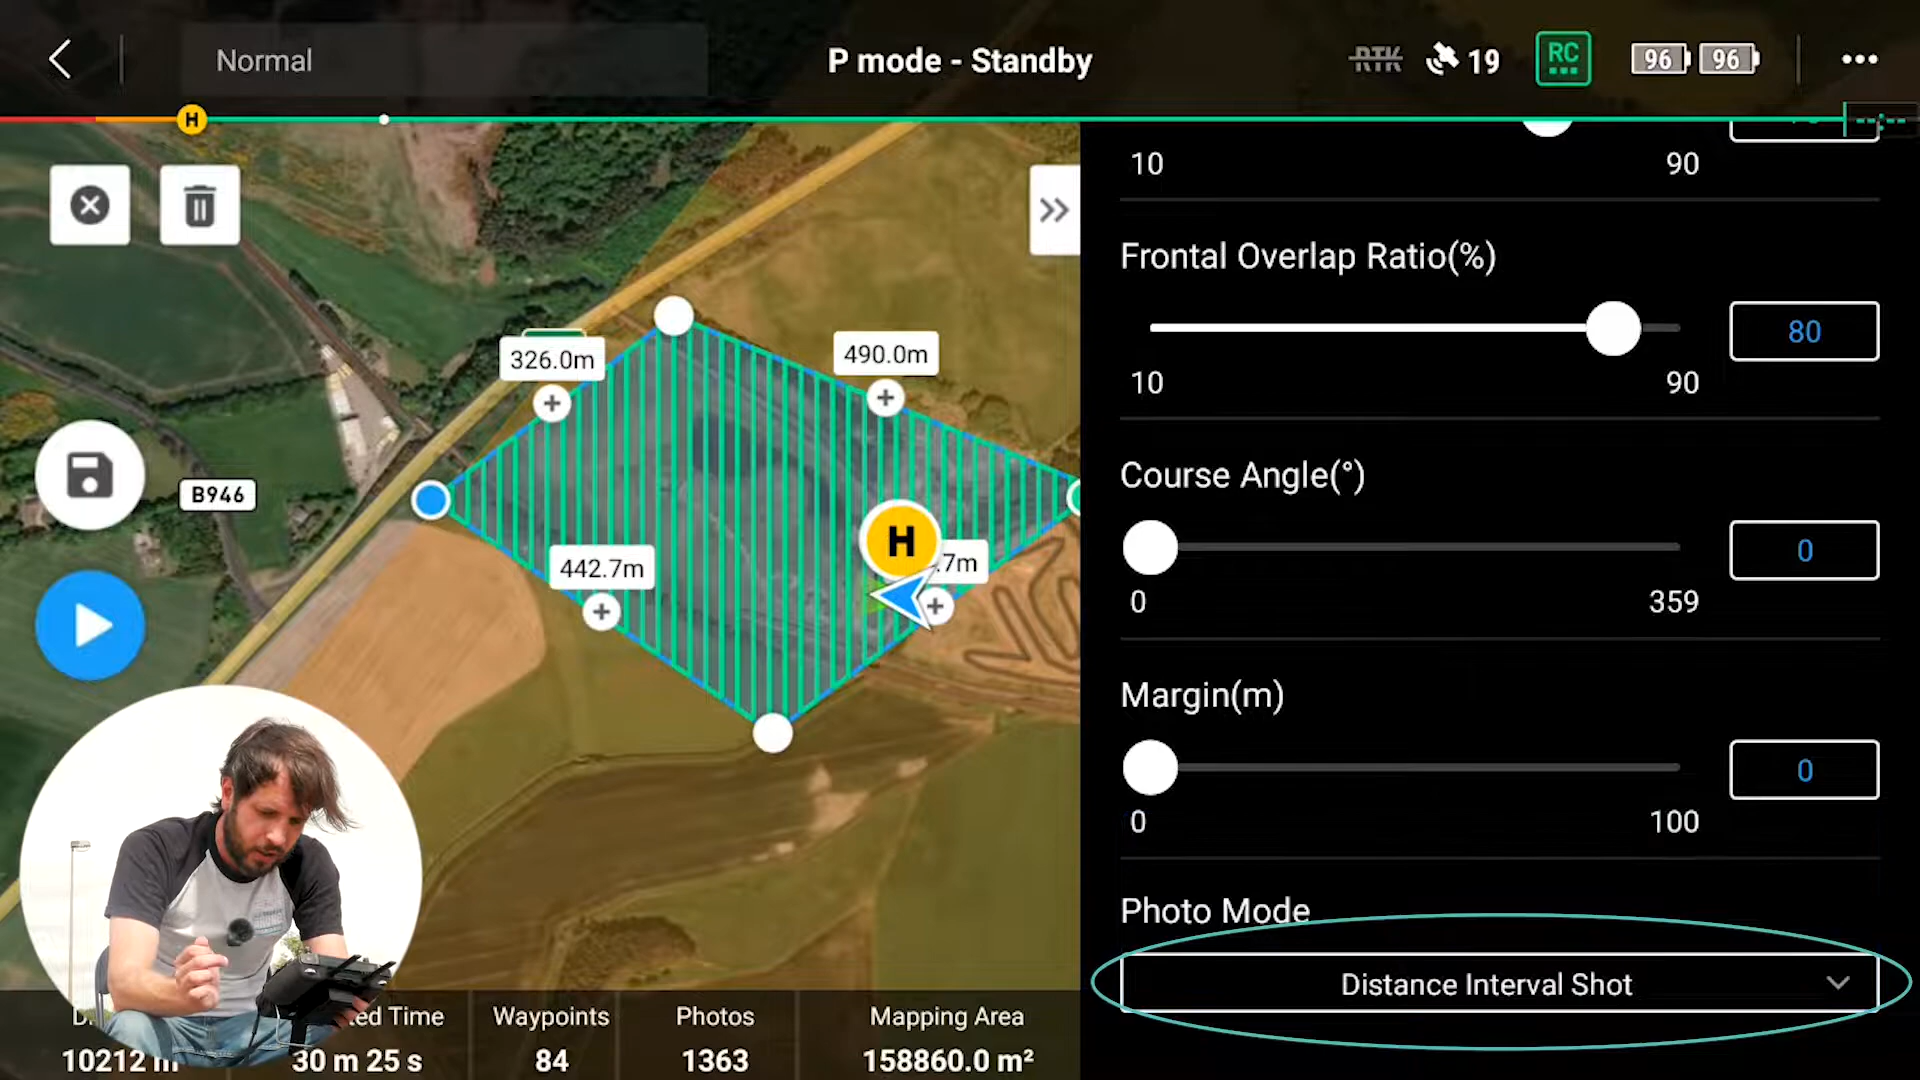 Normal
P mode - Standby
RTK
19
RC
96
96
H
10
90
Frontal Overlap Ratio(%)
80
10
90
326.0m
490.0m
Course Angle(°)
0
0
359
B946
H
442.7m
.7m
Margin(m)
0
0
100
Photo Mode
Distance Interval Shot
ed Time
Waypoints
Photos
Mapping Area
10212 m
30 m 25 s
84
1363
158860.0 m²